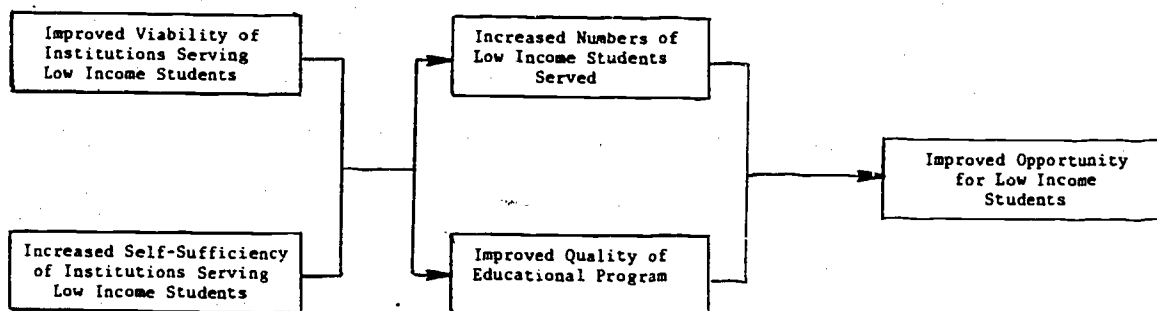 Improved Viability of
Institutions Serving
Low Income Students
Increased Self-Sufficiency
of Institutions Serving
Low Income Students
Increased Numbers of
Low Income Students
Served
Improved Quality of
Educational Program
Improved Opportunity
for Low Income
Students